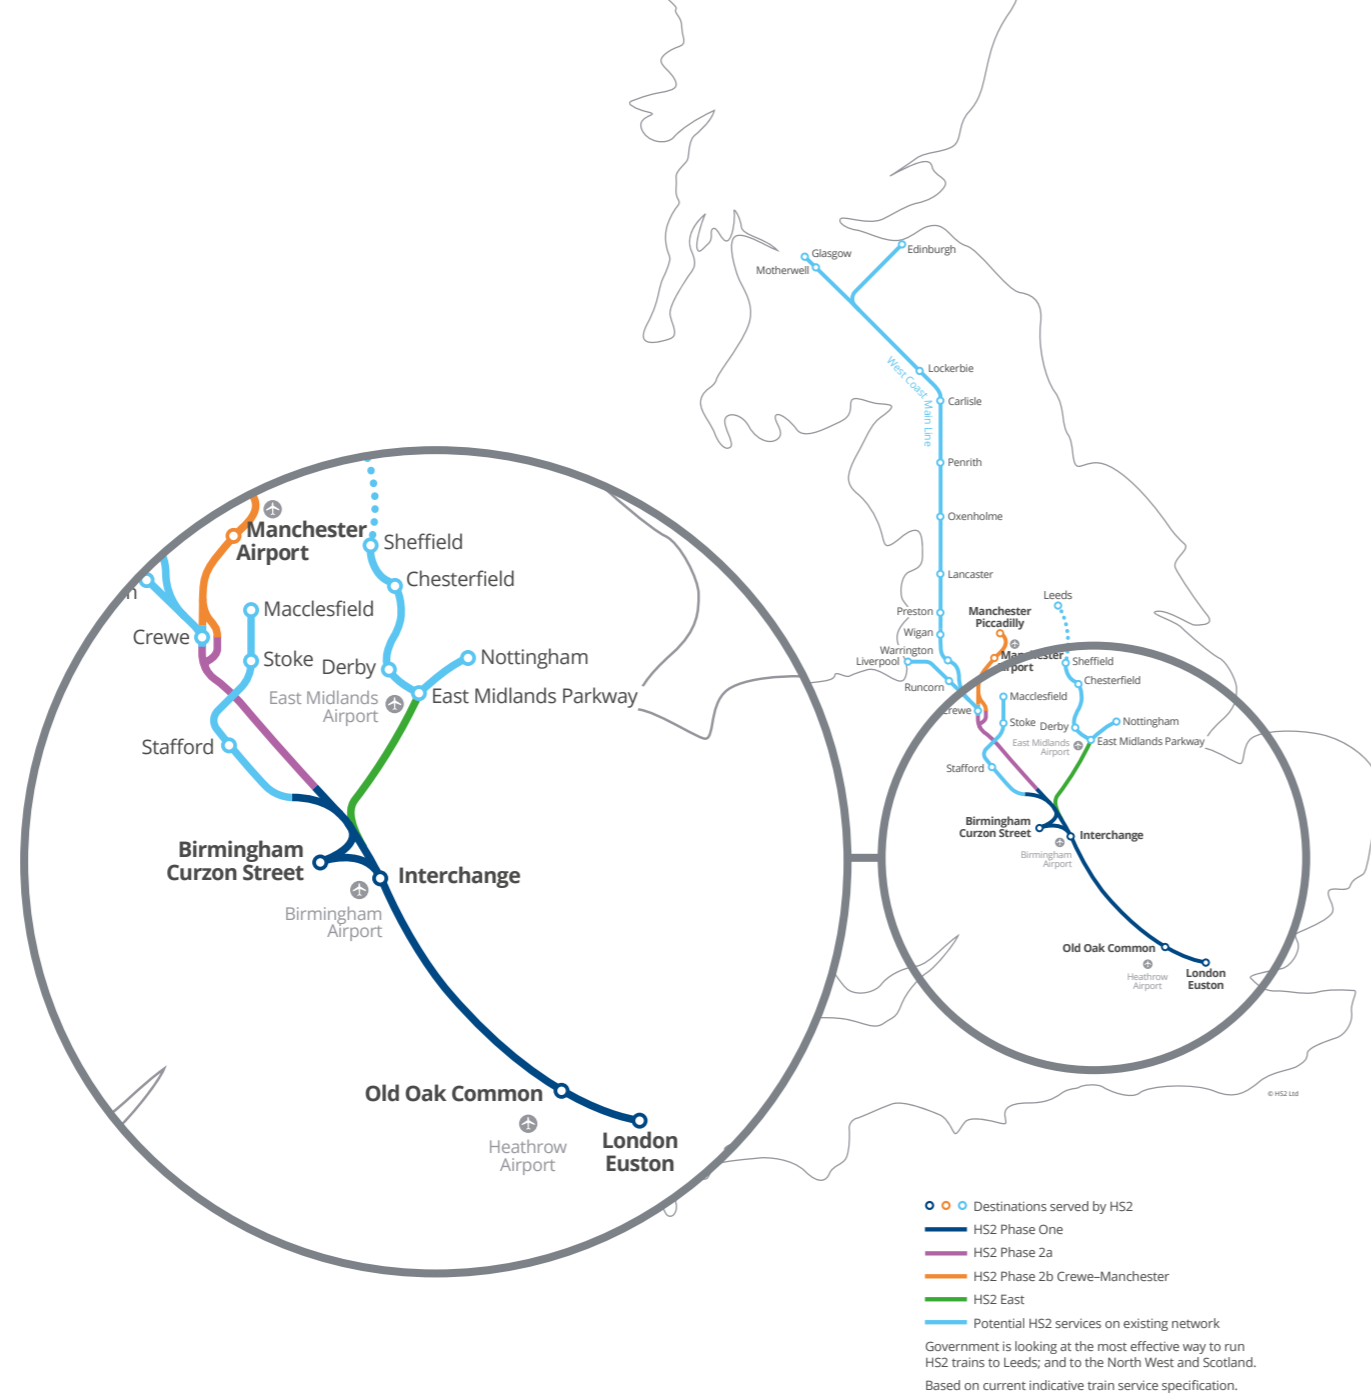 Glasgow
Motherwell
Edinburgh
Lockerbie
West Coast Main Line
Carlisle
Penrith
Oxenholme
Lancaster
Preston
Wigan
Warrington
Liverpool
Runcorn
Manchester
Piccadilly
Manchester
Airport
Leeds
Sheffield
Chesterfield
Crewe
Macclesfield
Stoke
Derby
Nottingham
East Midlands
Airport
East Midlands Parkway
Stafford
Birmingham
Curzon Street
Interchange
Birmingham
Airport
Old Oak Common
Heathrow
Airport
London
Euston
Manchester
Airport
Sheffield
Chesterfield
n
Macclesfield
Crewe
Stoke
Derby
Nottingham
East Midlands
Airport
East Midlands Parkway
Stafford
Birmingham
Curzon Street
Interchange
Birmingham
Airport
Old Oak Common
Heathrow
Airport
London
Euston
© HS2 Ltd
Destinations served by HS2
HS2 Phase One
HS2 Phase 2a
HS2 Phase 2b Crewe–Manchester
HS2 East
Potential HS2 services on existing network
Government is looking at the most effective way to run
HS2 trains to Leeds; and to the North West and Scotland.
Based on current indicative train service specification.